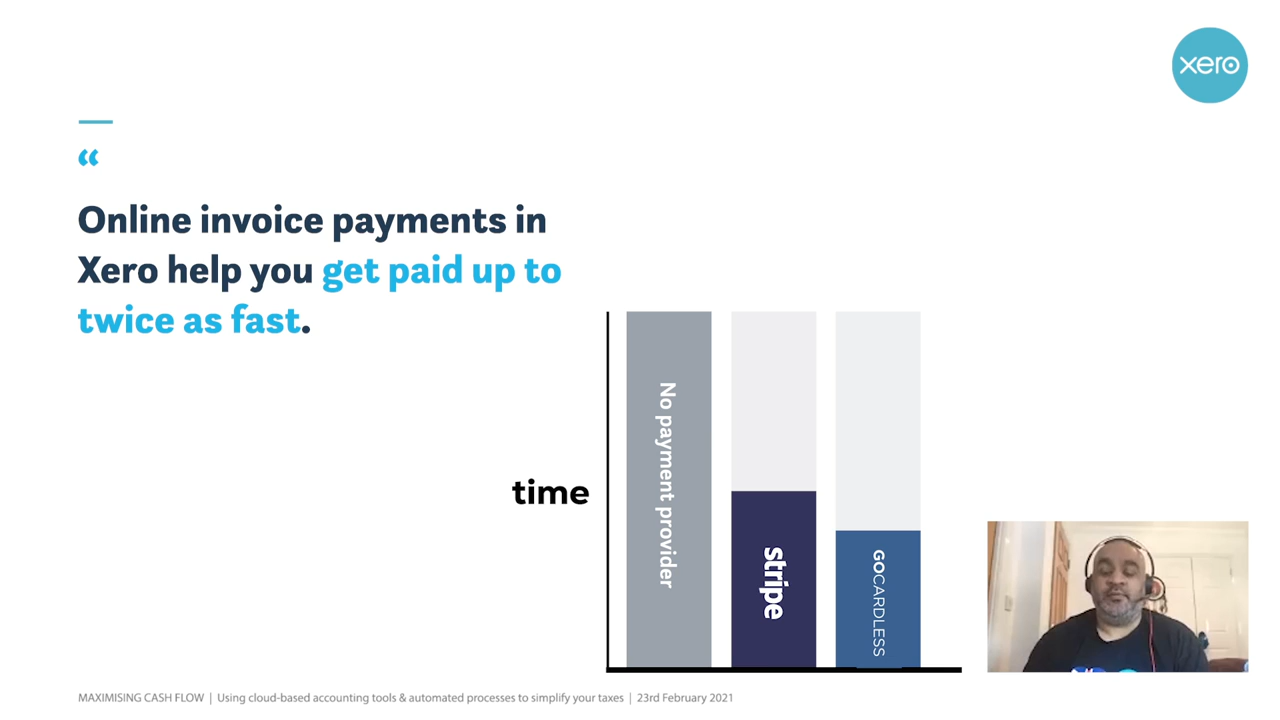 xero
“
Online invoice payments in
Xero help you get paid up to
twice as fast.
time
No payment provider
stripe
GOCARDLESS
MAXIMISING CASH FLOW | Using cloud-based accounting tools & automated processes to simplify your taxes | 23rd February 2021